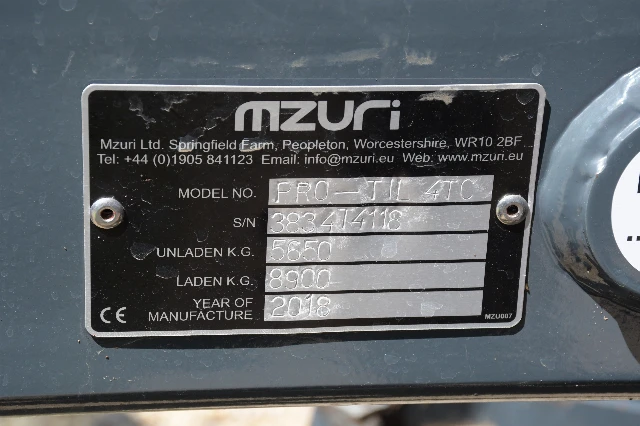 mzuri
Mzuri Ltd. Springfield Farm, Peopleton, Worcestershire, WR10 2BF
Tel: +44 (0)1905 841123 Email: info@mzuri.eu Web: www.mzuri.eu
MODEL NO. PRO-TIL 4TC
S/N 3834T4118
UNLADEN K.G. 5650
LADEN K.G. 8900
YEAR OF
MANUFACTURE 2018
CE
MZU007